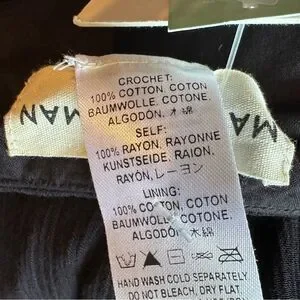 MAN
MAN
CROCHET:
100% COTTON, COTON
BAUMWOLLE, COTONE,
ALGODÓN, 木 綿
SELF:
100% RAYON, RAYONNE
KUNSTSEIDE, RAION,
RAYÓN, レーヨン
LINING:
100% COTTON, COTON
BAUMWOLLE, COTONE,
ALGODÓN 木 綿
HAND WASH COLD SEPARATELY.
DO NOT BLEACH, DRY FLAT.